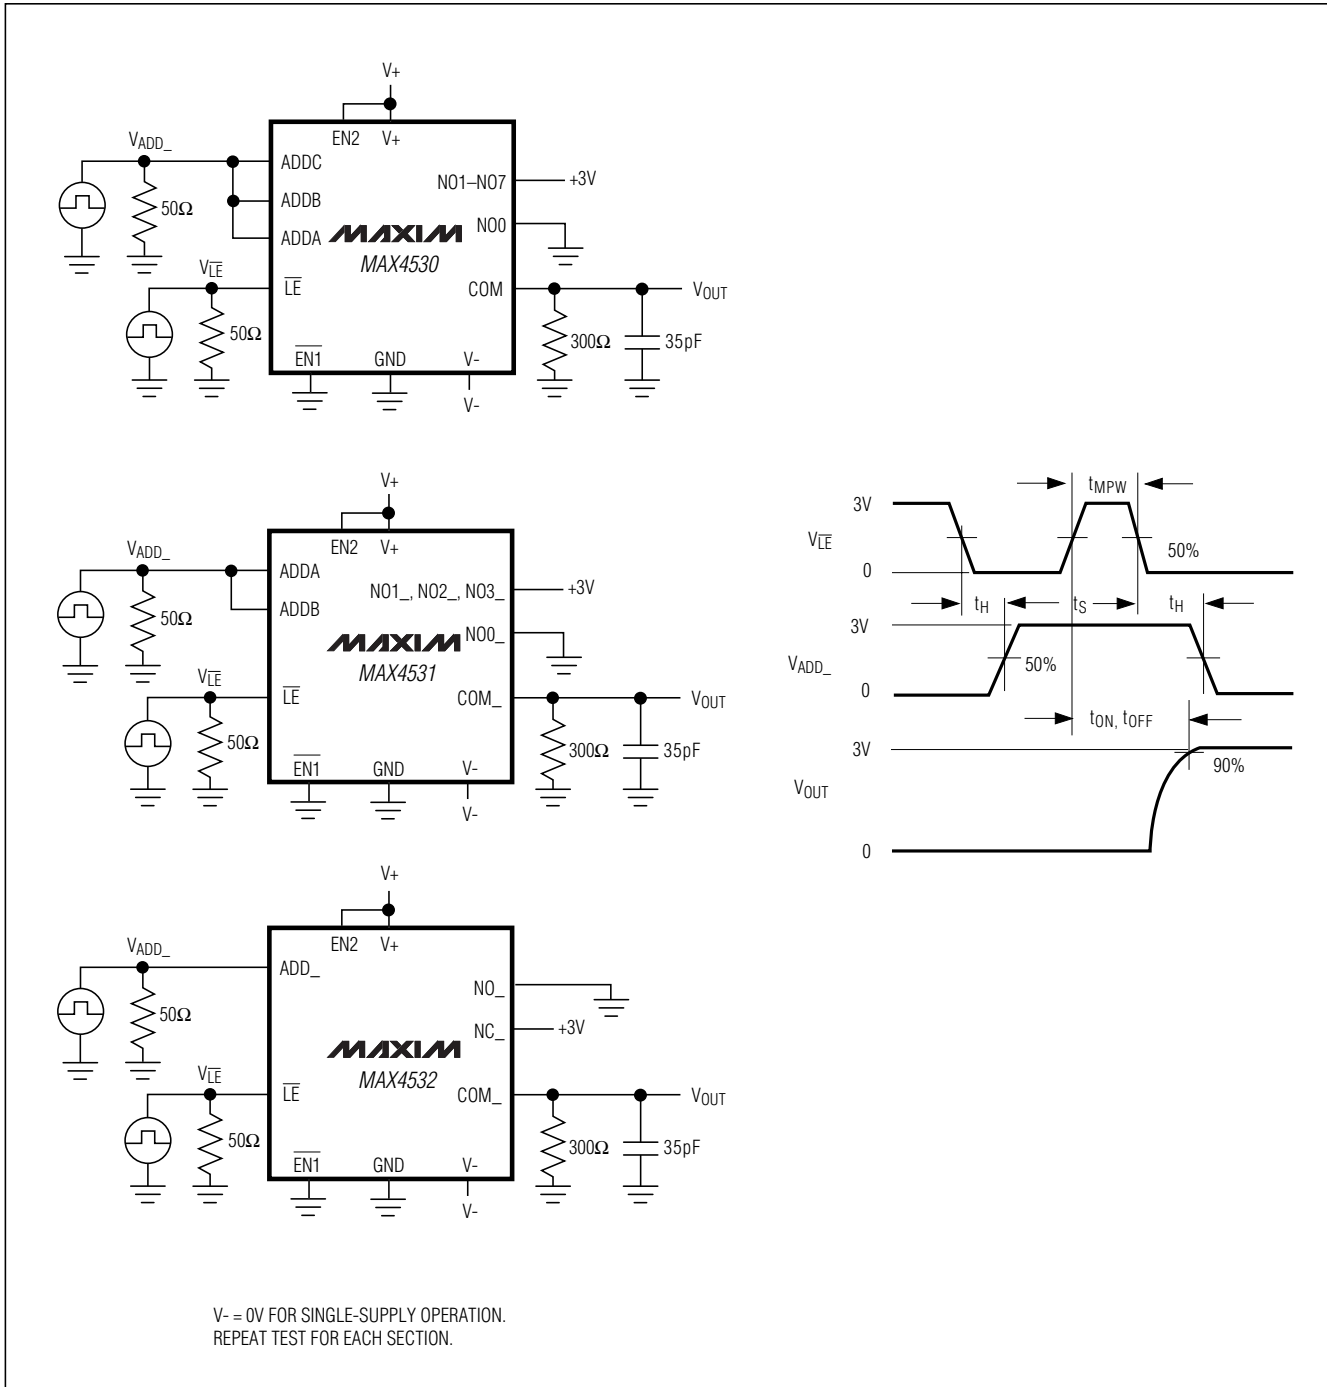 V+
EN2 V+
VADD_
ADDC
ADDB
ADDA
50Ω
NO1–NO7 +3V
NO0
MAXIM
MAX4530
VLE
LE
50Ω
COM VOUT
300Ω 35pF
EN1 GND V-
V-
V+
EN2 V+
VADD_
ADDA
ADDB
50Ω
NO1_, NO2_, NO3_ +3V
NO0_
MAXIM
MAX4531
VLE
LE
50Ω
COM_ VOUT
300Ω 35pF
EN1 GND V-
V-
V+
EN2 V+
VADD_
ADD_
50Ω
NO_
NC_ +3V
MAXIM
MAX4532
VLE
LE
50Ω
COM_ VOUT
300Ω 35pF
EN1 GND V-
V-
tMPW
3V
VLE
50%
0
tH tS tH
3V
VADD_
50%
0
tON, tOFF
3V
90%
VOUT
0
V- = 0V FOR SINGLE-SUPPLY OPERATION.
REPEAT TEST FOR EACH SECTION.